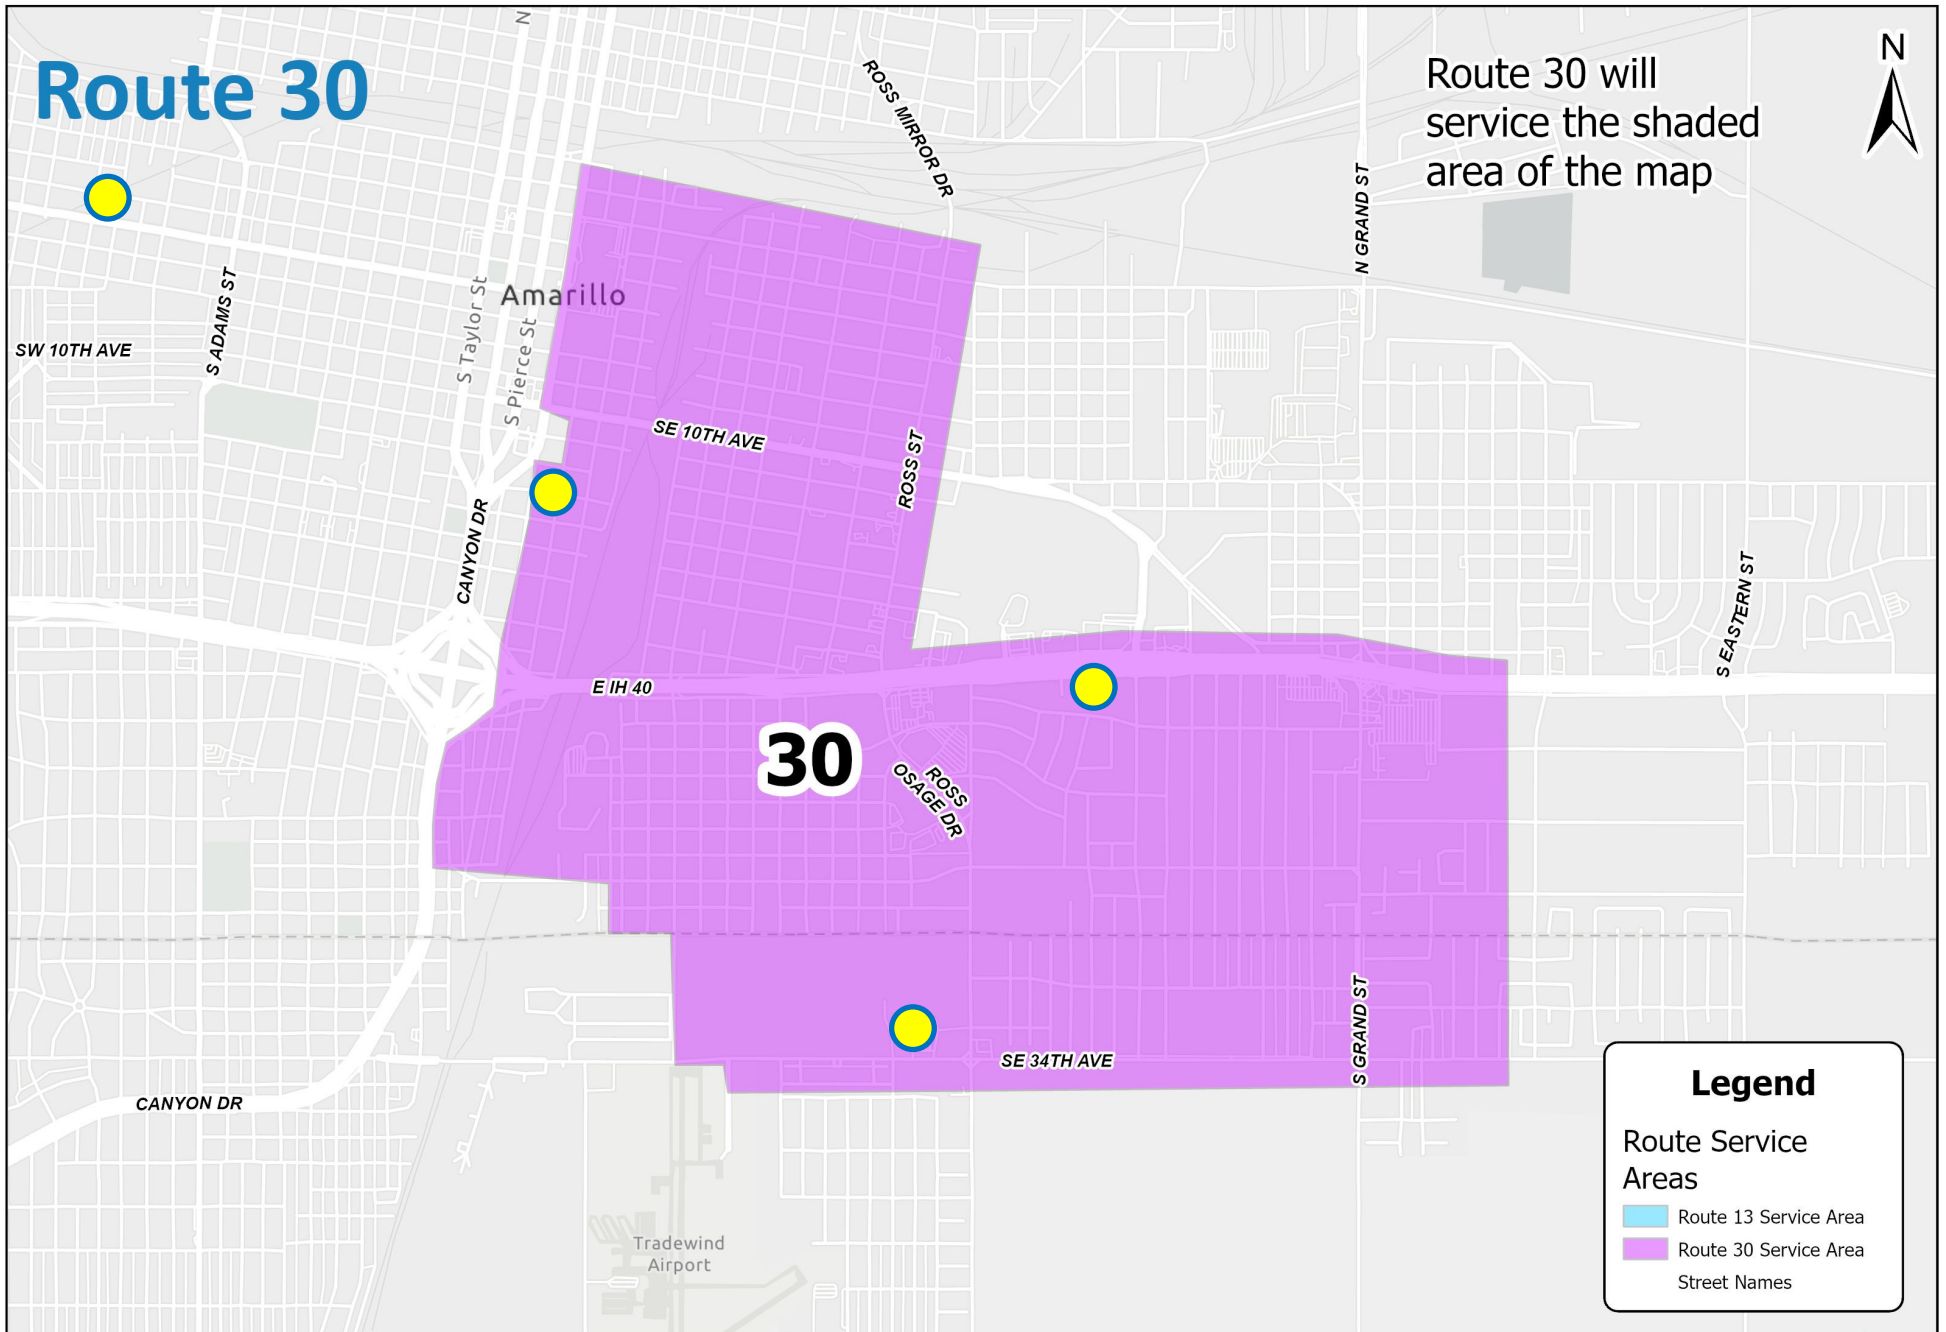 N
Route 30
Route 30 will
service the shaded
area of the map
N
ROSS MIRROR DR
N GRAND ST
S ADAMS ST
S Taylor St
Amarillo
S Pierce St
SW 10TH AVE
SE 10TH AVE
ROSS ST
CANYON DR
S EASTERN ST
E IH 40
30
ROSS
OSAGE DR
S GRAND ST
SE 34TH AVE
CANYON DR
Tradewind
Airport
Legend
Route Service
Areas
Route 13 Service Area
Route 30 Service Area
Street Names